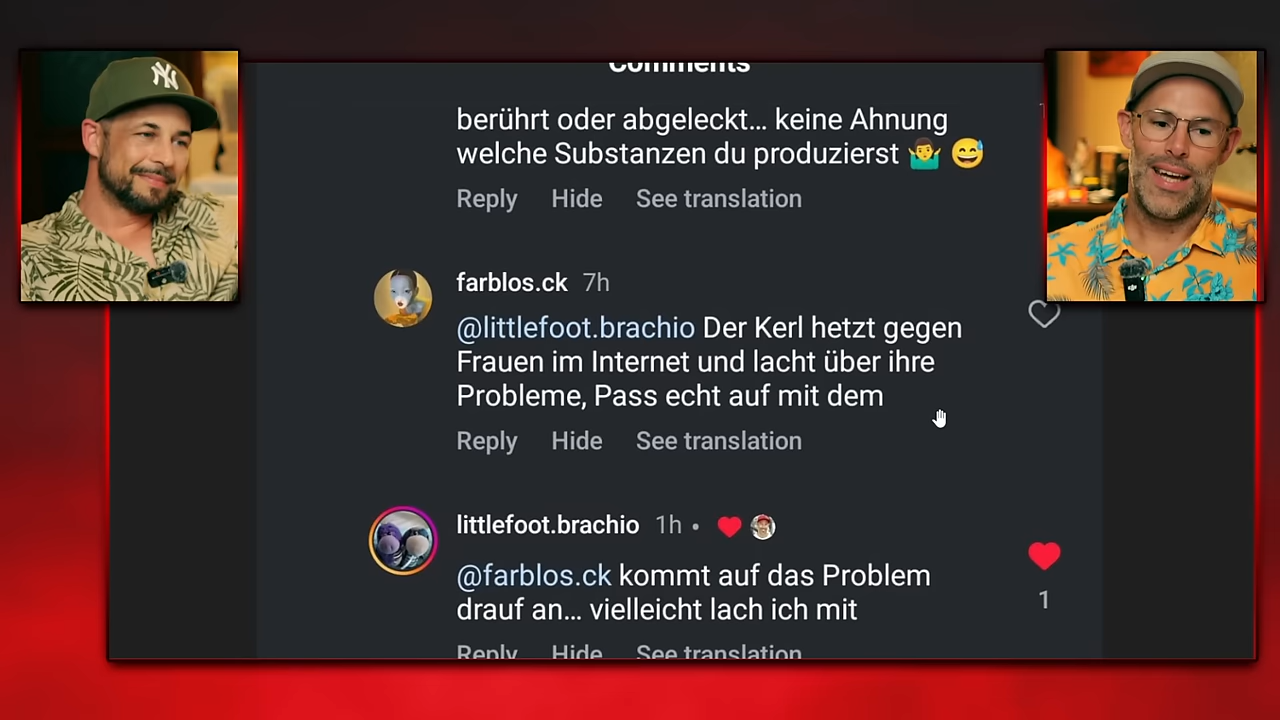 Comments
berührt oder abgeleckt... keine Ahnung
welche Substanzen du produzierst 🤷‍♂️ 😅
Reply Hide See translation
farblos.ck 7h
@littlefoot.brachio Der Kerl hetzt gegen
Frauen im Internet und lacht über ihre
Probleme, Pass echt auf mit dem
Reply Hide See translation
littlefoot.brachio 1h •
@farblos.ck kommt auf das Problem
drauf an... vielleicht lach ich mit
1
Reply Hide See translation
NY